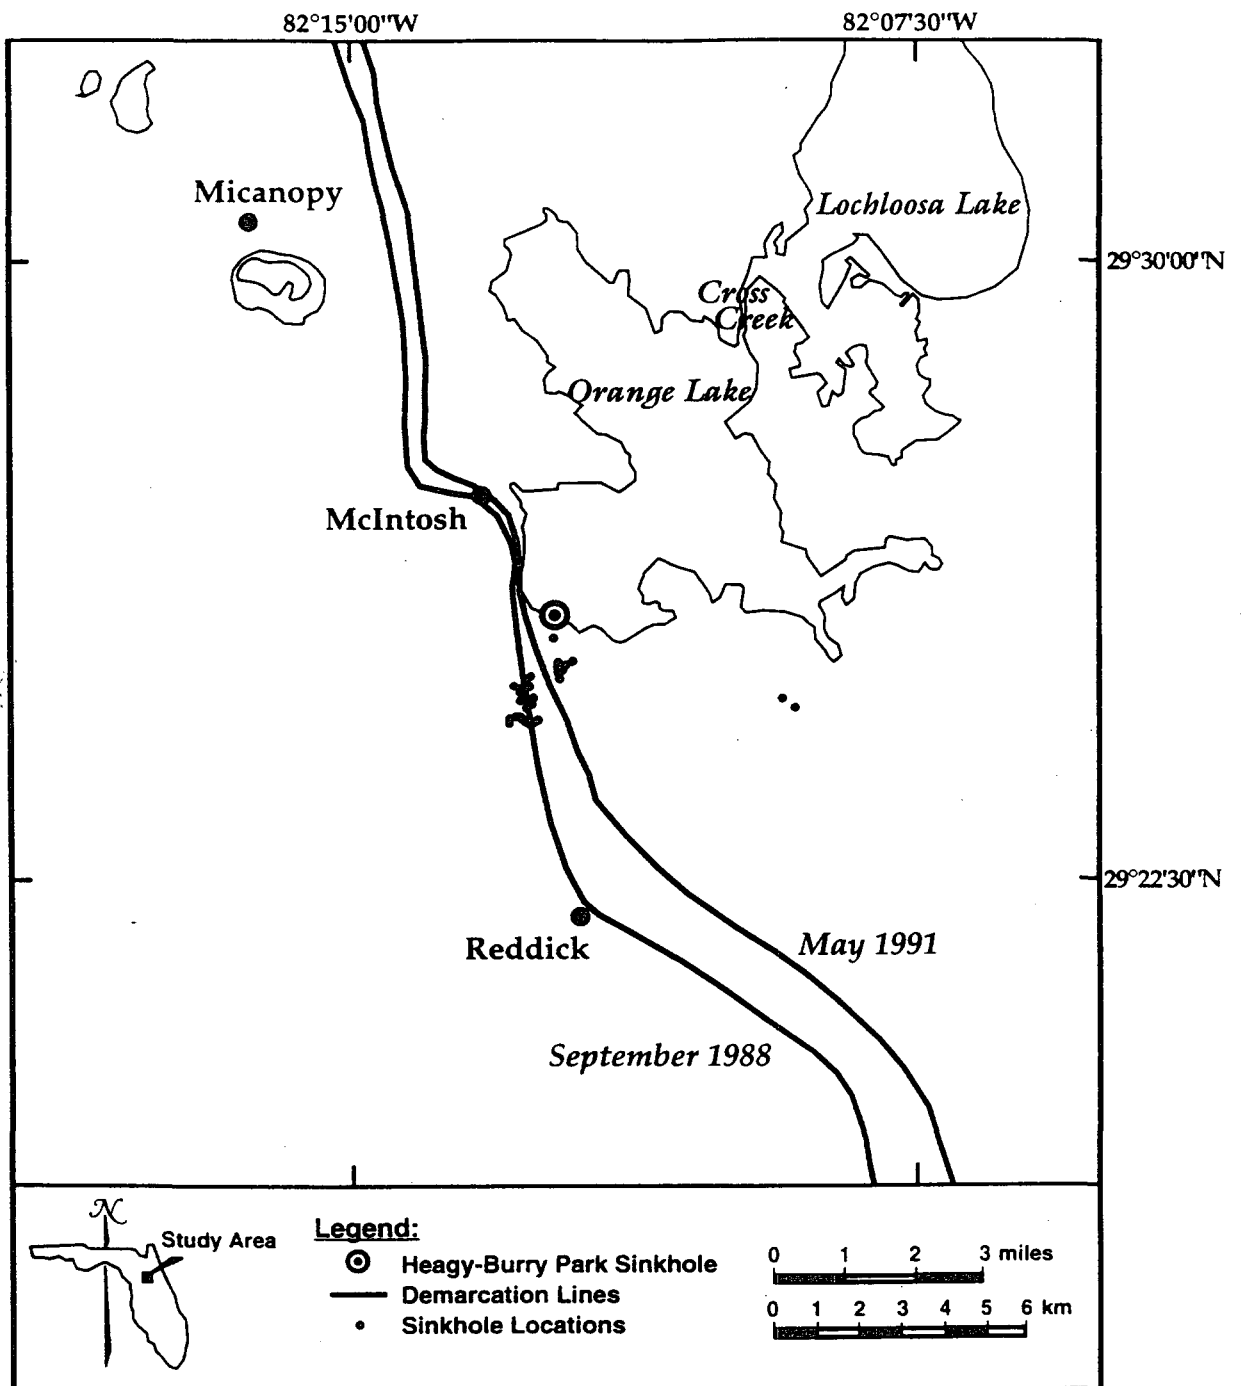 82°15'00"W
82°07'30"W
Micanopy
Lochloosa Lake
29°30'00"N
Cross
Creek
Orange Lake
McIntosh
29°22'30"N
May 1991
Reddick
September 1988
N
Study Area
Legend:
Heagy-Burry Park Sinkhole
Demarcation Lines
Sinkhole Locations
0 1 2 3 miles
0 1 2 3 4 5 6 km